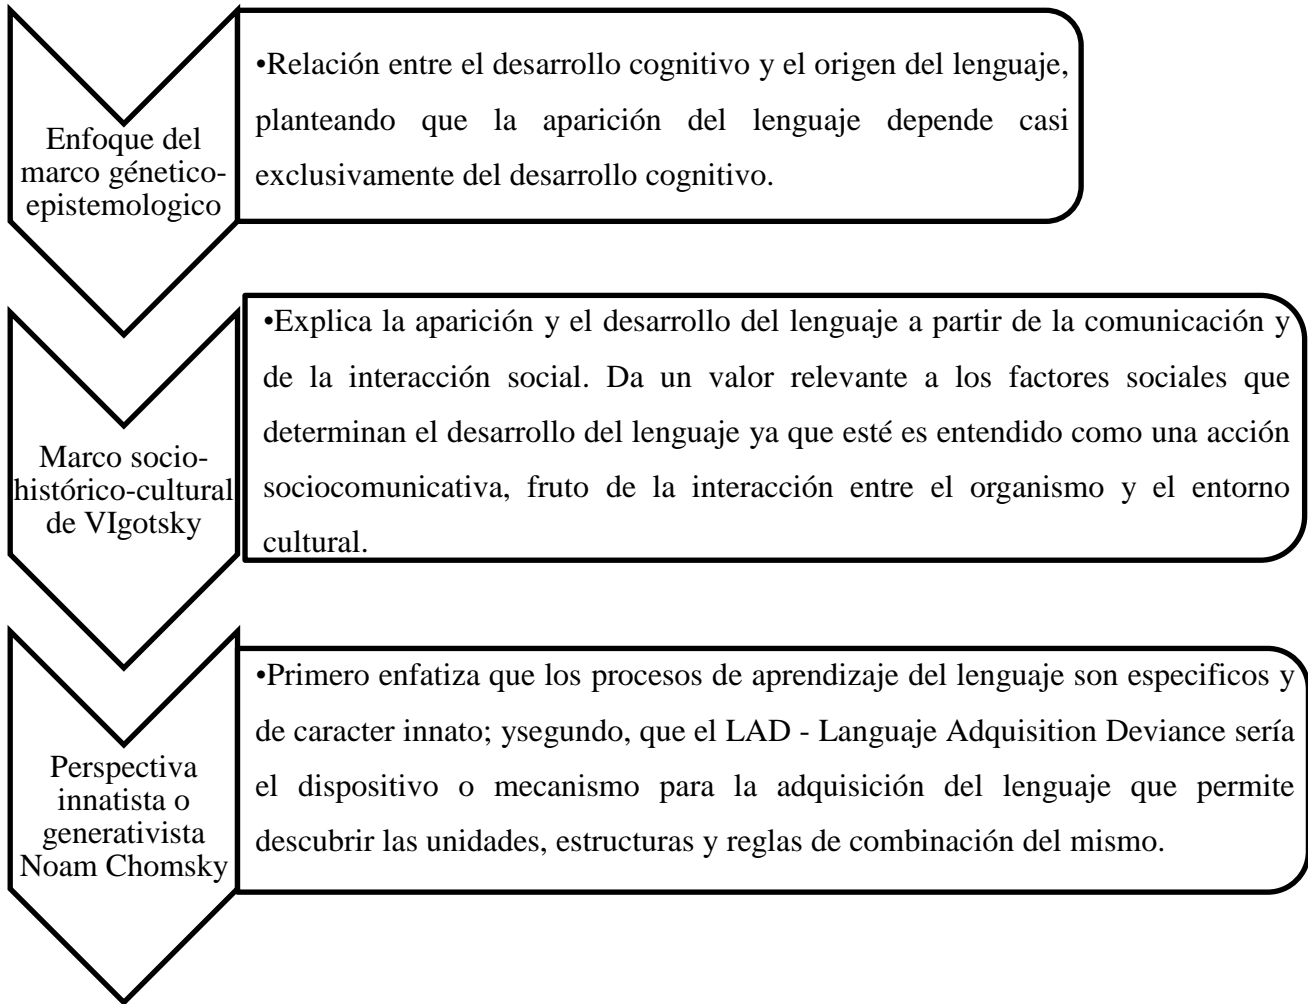 Enfoque del
marco géneticо-
epistemologico
•Relación entre el desarrollo cognitivo y el origen del lenguaje,
planteando que la aparición del lenguaje depende casi
exclusivamente del desarrollo cognitivo.
Marco socio-
histórico-cultural
de VIgotsky
•Explica la aparición y el desarrollo del lenguaje a partir de la comunicación y
de la interacción social. Da un valor relevante a los factores sociales que
determinan el desarrollo del lenguaje ya que esté es entendido como una acción
sociocomunicativa, fruto de la interacción entre el organismo y el entorno
cultural.
Perspectiva
innatista o
generativista
Noam Chomsky
•Primero enfatiza que los procesos de aprendizaje del lenguaje son especificos y
de caracter innato; ysegundo, que el LAD - Languaje Adquisition Deviance sería
el dispositivo o mecanismo para la adquisición del lenguaje que permite
descubrir las unidades, estructuras y reglas de combinación del mismo.